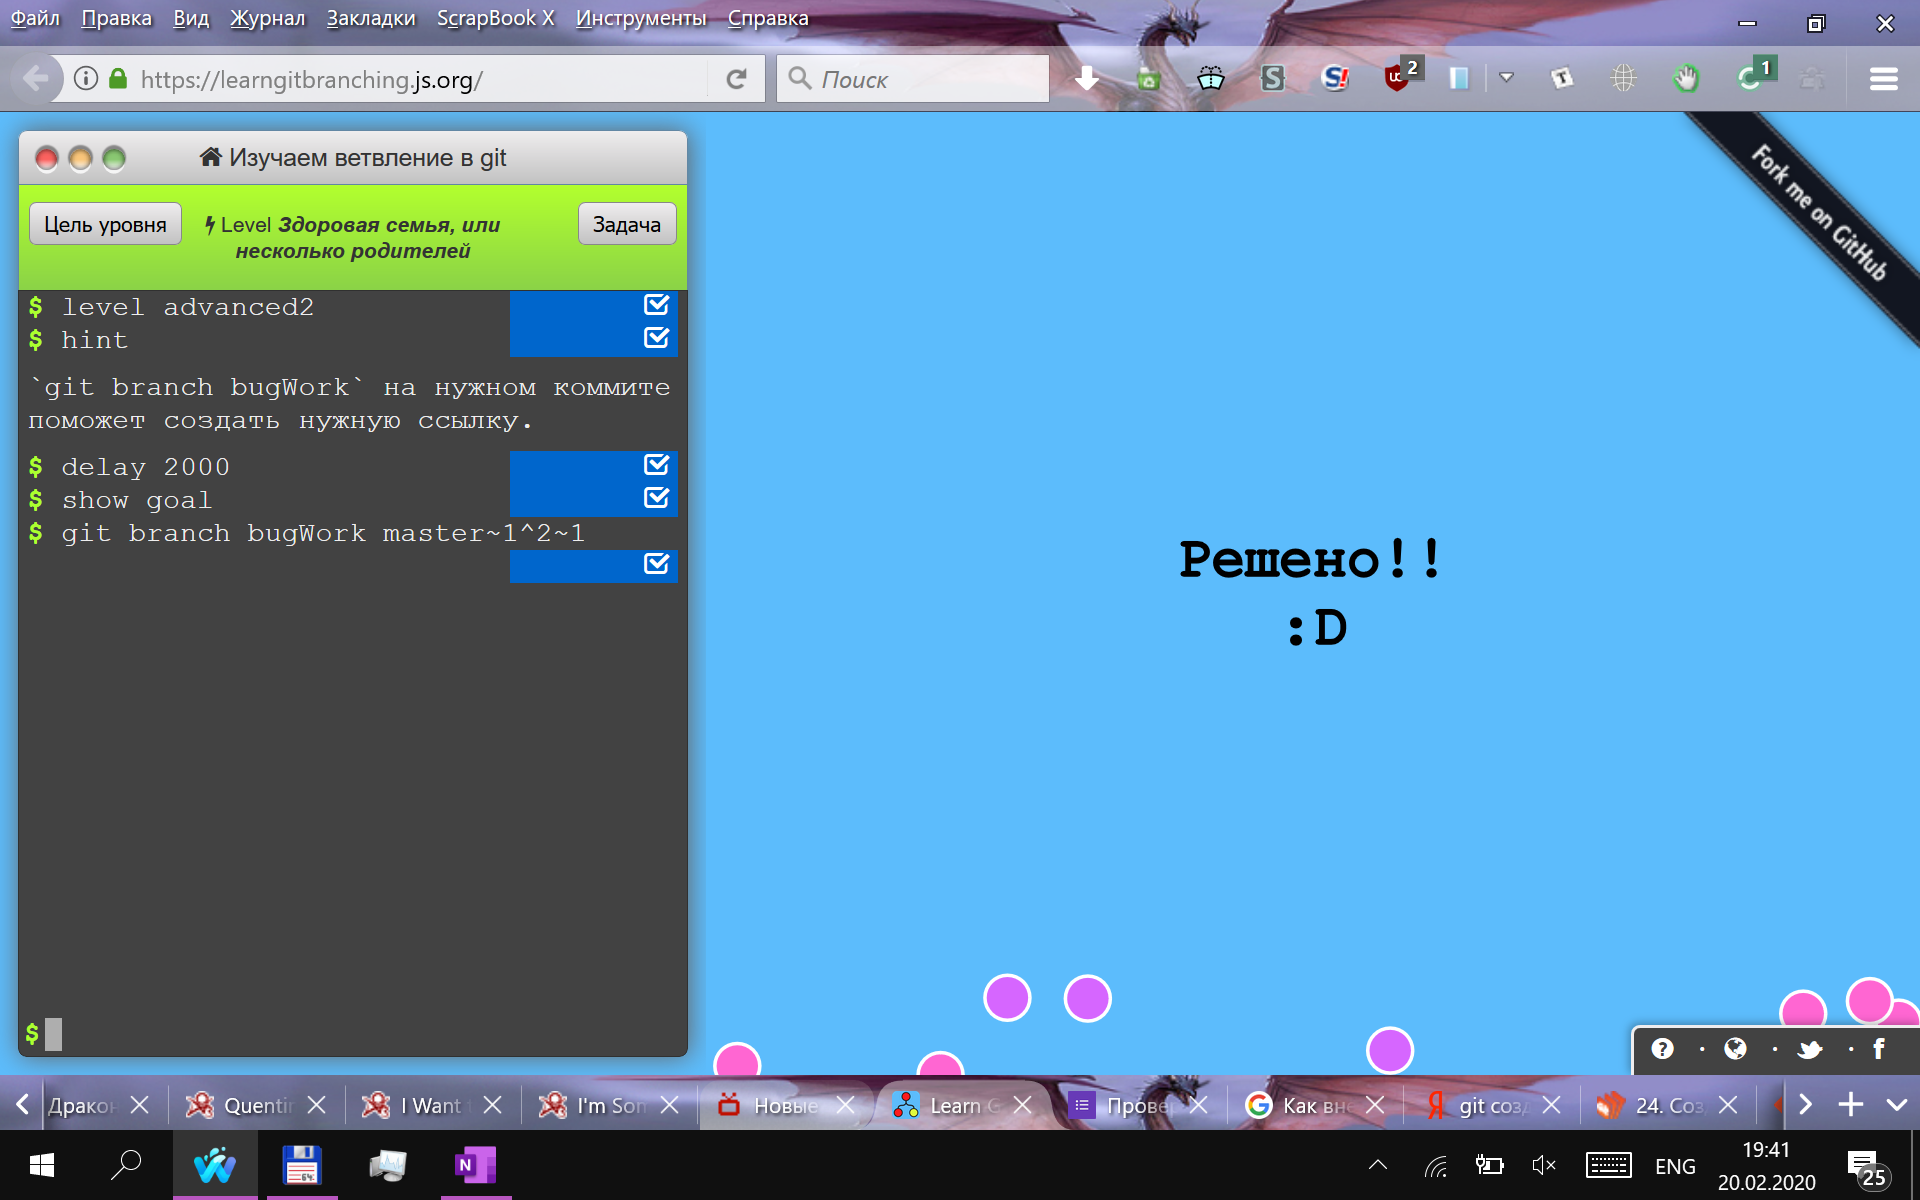 Файл Правка Вид Журнал Закладки ScrapBook X Инструменты Справка
https://learngitbranching.js.org/
Поиск
2
1
Изучаем ветвление в git
Цель уровня
Level Здоровая семья, или
несколько родителей
Задача
$ level advanced2
$ hint
`git branch bugWork` на нужном коммите
поможет создать нужную ссылку.
$ delay 2000
$ show goal
$ git branch bugWork master~1^2~1
$
Fork me on GitHub
Решено!!
:D
Дракон Quentin I Want I'm Som Новые Learn G Прове Как вне git созд 24. Соз
ENG
19:41
20.02.2020
25